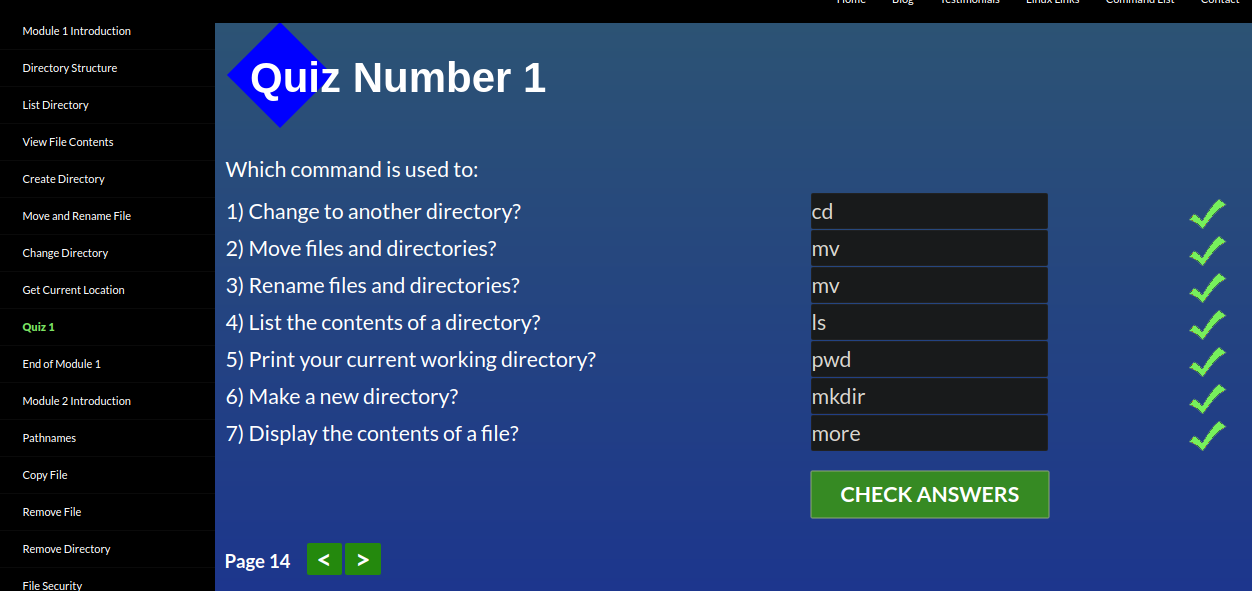 Home Blog Testimonials Linux Links Command List Contact
Module 1 Introduction
Directory Structure
List Directory
View File Contents
Create Directory
Move and Rename File
Change Directory
Get Current Location
Quiz 1
End of Module 1
Module 2 Introduction
Pathnames
Copy File
Remove File
Remove Directory
File Security
Quiz Number 1
Which command is used to:
1) Change to another directory? cd
2) Move files and directories? mv
3) Rename files and directories? mv
4) List the contents of a directory? ls
5) Print your current working directory? pwd
6) Make a new directory? mkdir
7) Display the contents of a file? more
CHECK ANSWERS
Page 14 < >